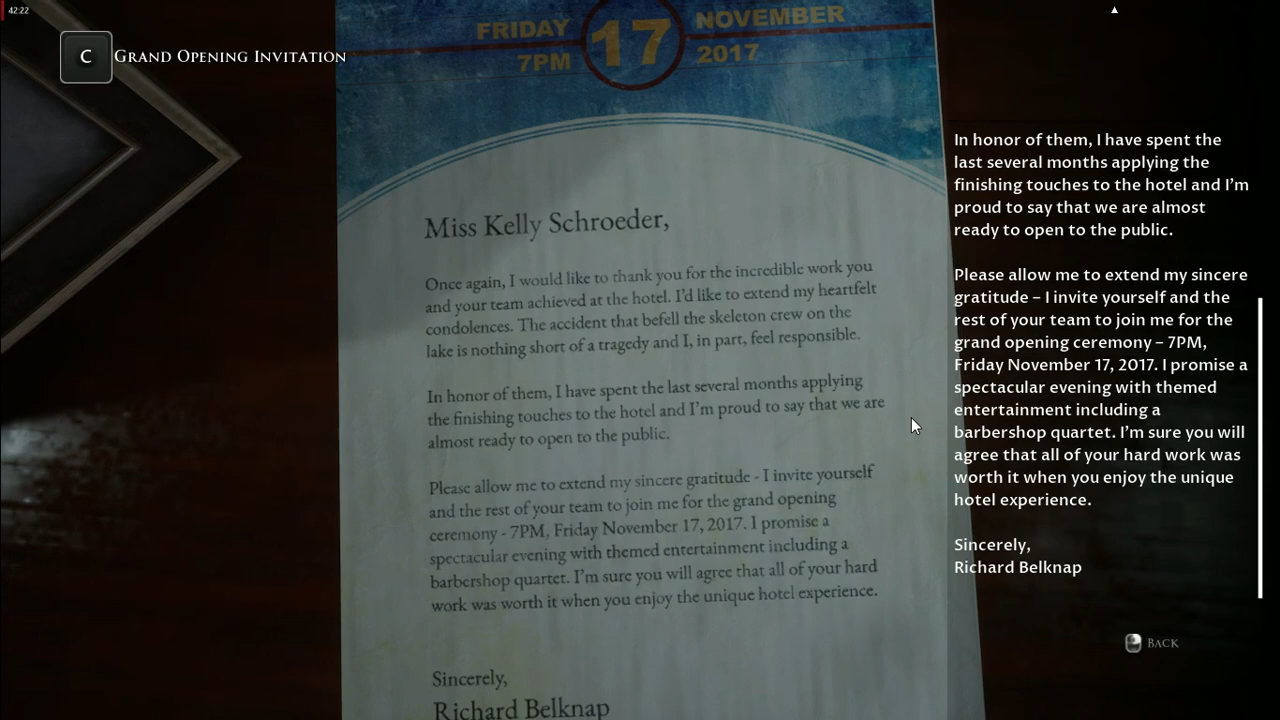 42:22
C GRAND OPENING INVITATION
FRIDAY 17 NOVEMBER
7PM 2017
Miss Kelly Schroeder,
Once again, I would like to thank you for the incredible work you
and your team achieved at the hotel. I'd like to extend my heartfelt
condolences. The accident that befell the skeleton crew on the
lake is nothing short of a tragedy and I, in part, feel responsible.
In honor of them, I have spent the last several months applying
the finishing touches to the hotel and I'm proud to say that we are
almost ready to open to the public.
Please allow me to extend my sincere gratitude - I invite yourself
and the rest of your team to join me for the grand opening
ceremony - 7PM, Friday November 17, 2017. I promise a
spectacular evening with themed entertainment including a
barbershop quartet. I'm sure you will agree that all of your hard
work was worth it when you enjoy the unique hotel experience.
Sincerely,
Richard Belknap
In honor of them, I have spent the
last several months applying the
finishing touches to the hotel and I'm
proud to say that we are almost
ready to open to the public.
Please allow me to extend my sincere
gratitude – I invite yourself and the
rest of your team to join me for the
grand opening ceremony – 7PM,
Friday November 17, 2017. I promise a
spectacular evening with themed
entertainment including a
barbershop quartet. I'm sure you will
agree that all of your hard work was
worth it when you enjoy the unique
hotel experience.
Sincerely,
Richard Belknap
BACK